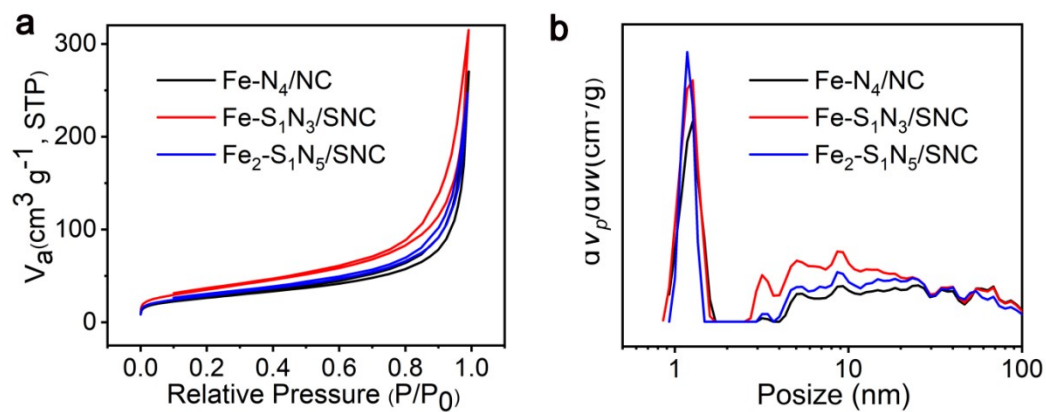 a
Vₐ(cm³ g⁻¹, STP)
300
200
100
0
Fe-N₄/NC
Fe-S₁N₃/SNC
Fe₂-S₁N₅/SNC
0.0 0.2 0.4 0.6 0.8 1.0
Relative Pressure (P/P₀)
b
Fe-N₄/NC
Fe-S₁N₃/SNC
Fe₂-S₁N₅/SNC
1 10 100
Posize (nm)